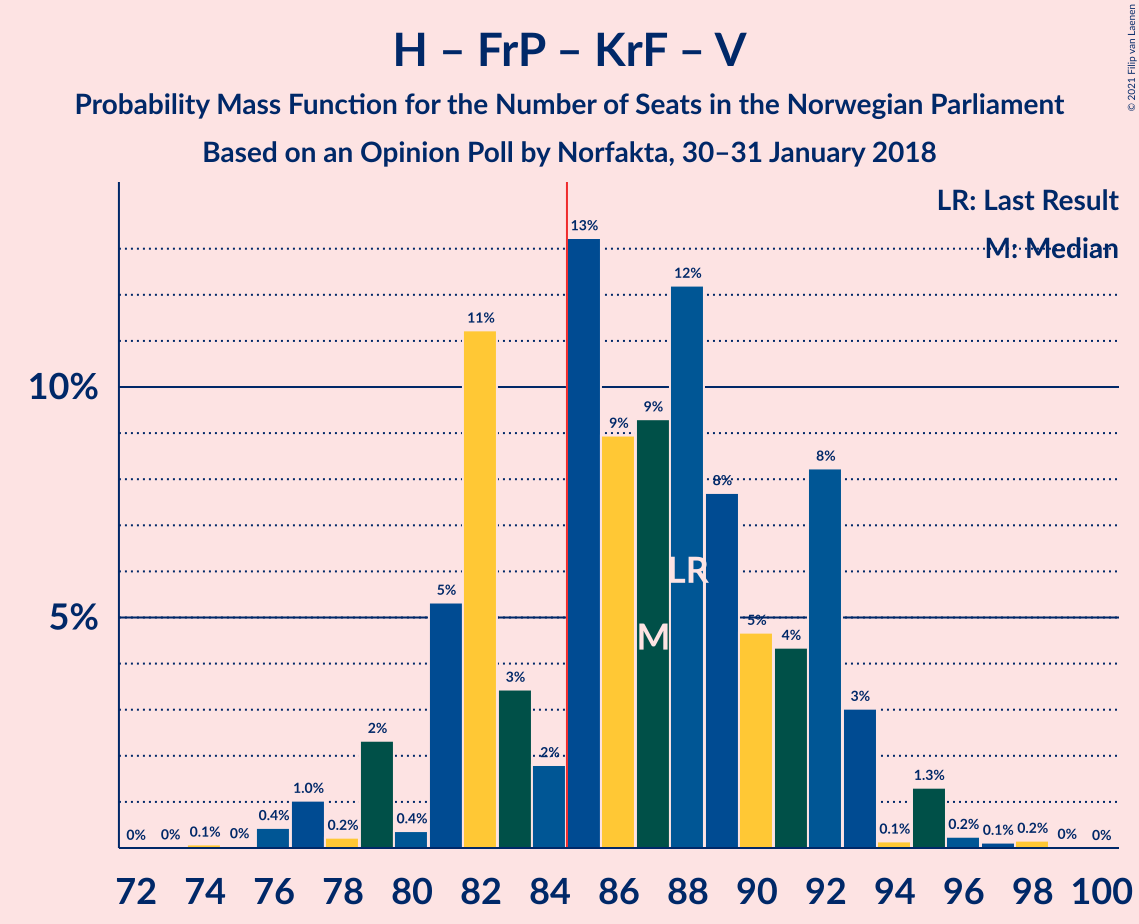 H – FrP – KrF – V
Probability Mass Function for the Number of Seats in the Norwegian Parliament
Based on an Opinion Poll by Norfakta, 30–31 January 2018
© 2021 Filip van Laenen
LR: Last Result
M: Median
10%
5%
0% 0% 0.1% 0% 0.4% 1.0% 0.2% 2% 0.4% 5% 11% 3% 2% 13% 9% 9% 12% 8% 5% 4% 8% 3% 0.1% 1.3% 0.2% 0.1% 0.2% 0% 0%
LR
M
72 74 76 78 80 82 84 86 88 90 92 94 96 98 100